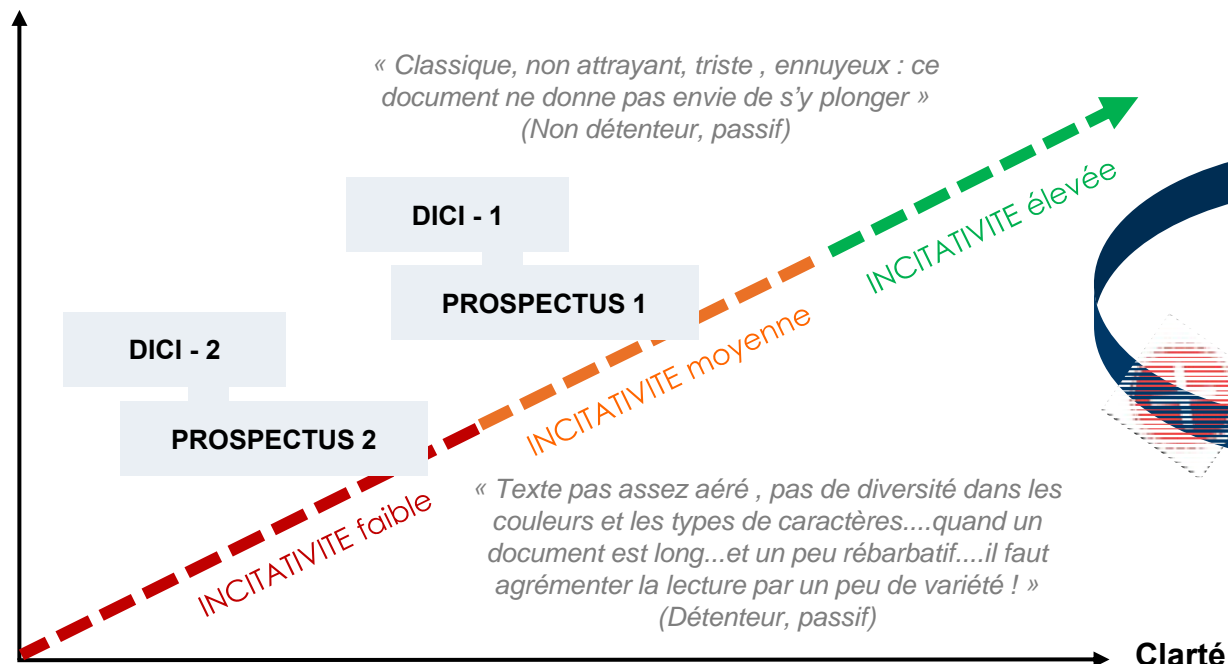 « Classique, non attrayant, triste , ennuyeux : ce
document ne donne pas envie de s’y plonger »
(Non détenteur, passif)
INCITATIVITE élevée
DICI - 1
PROSPECTUS 1
INCITATIVITE moyenne
DICI - 2
PROSPECTUS 2
INCITATIVITE faible
« Texte pas assez aéré , pas de diversité dans les
couleurs et les types de caractères....quand un
document est long...et un peu rébarbatif....il faut
agrémenter la lecture par un peu de variété ! »
(Détenteur, passif)
Clarté